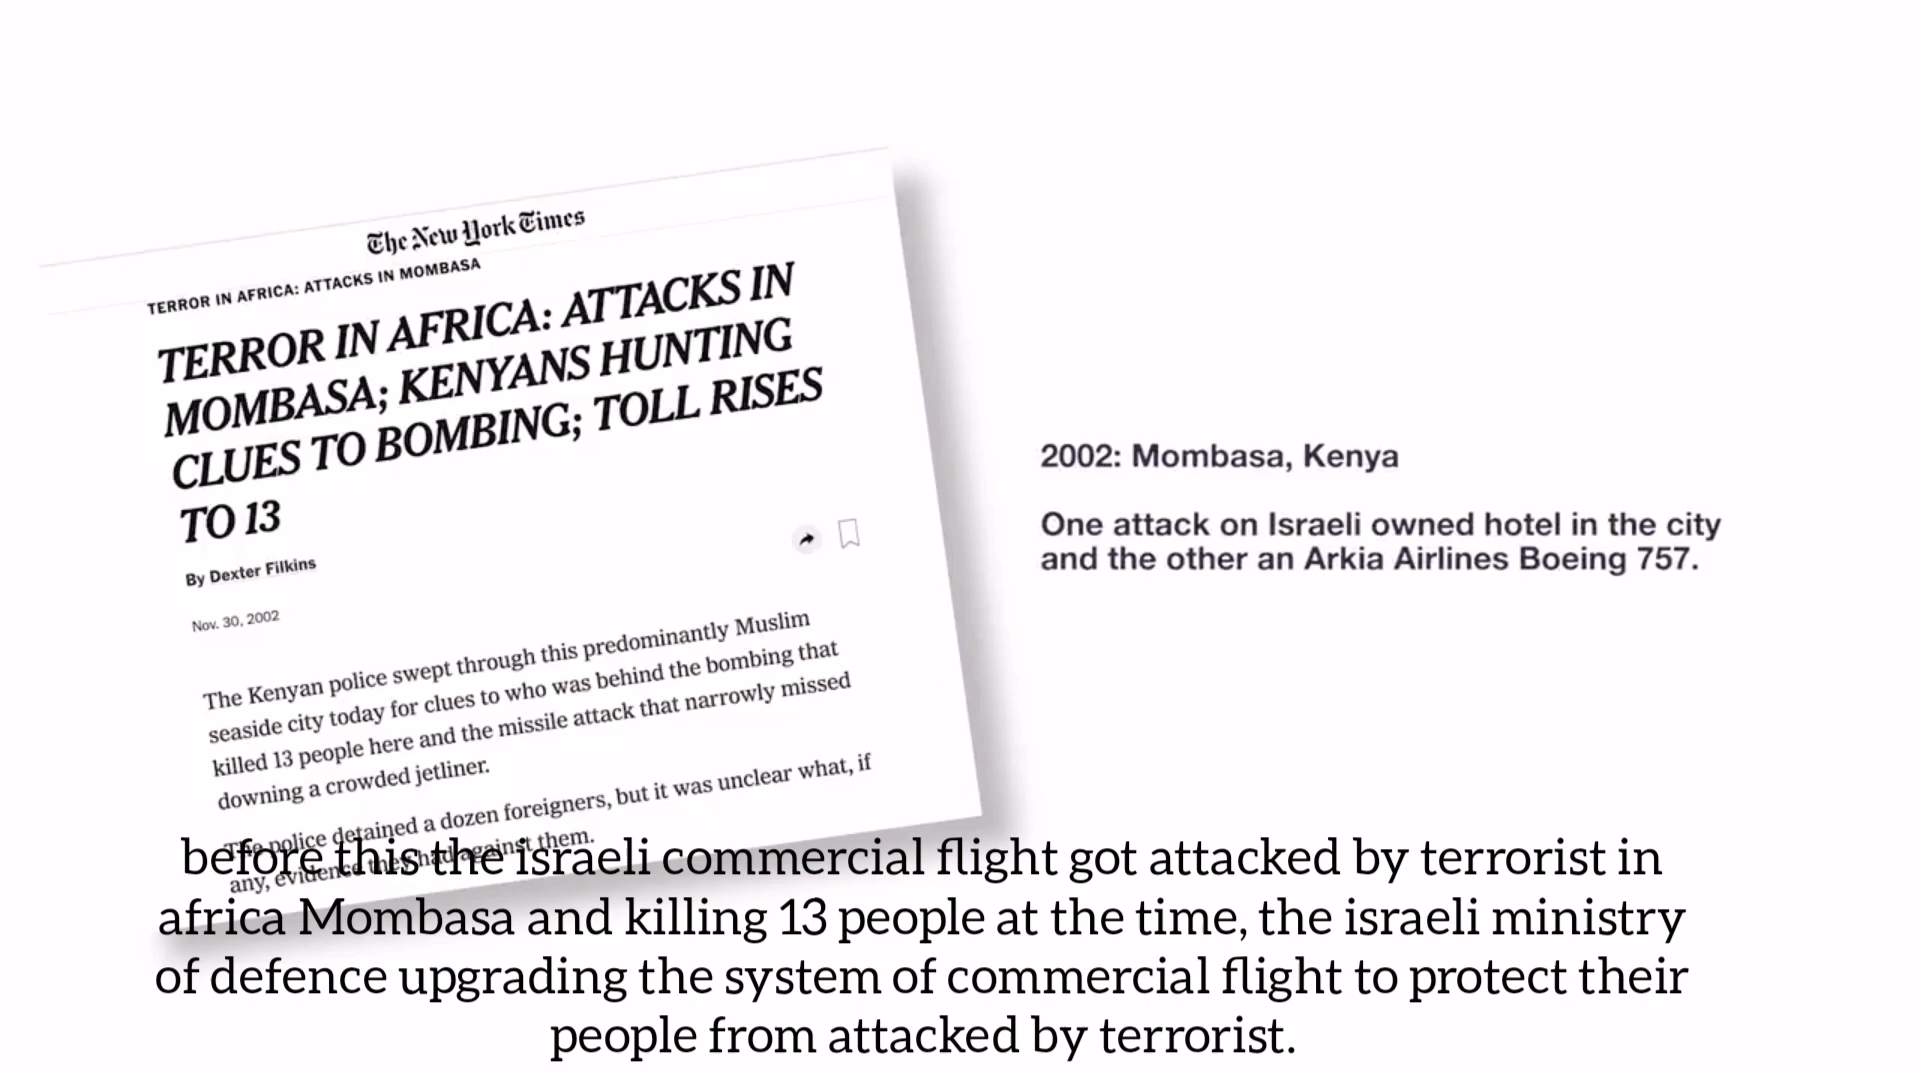 The New York Times
TERROR IN AFRICA: ATTACKS IN MOMBASA
TERROR IN AFRICA: ATTACKS IN
MOMBASA; KENYANS HUNTING
CLUES TO BOMBING; TOLL RISES
TO 13
By Dexter Filkins
Nov. 30, 2002
The Kenyan police swept through this predominantly Muslim
seaside city today for clues to who was behind the bombing that
killed 13 people here and the missile attack that narrowly missed
downing a crowded jetliner.
The police detained a dozen foreigners, but it was unclear what, if
any, evidence they had against them.
2002: Mombasa, Kenya
One attack on Israeli owned hotel in the city
and the other an Arkia Airlines Boeing 757.
before this the israeli commercial flight got attacked by terrorist in
africa Mombasa and killing 13 people at the time, the israeli ministry
of defence upgrading the system of commercial flight to protect their
people from attacked by terrorist.